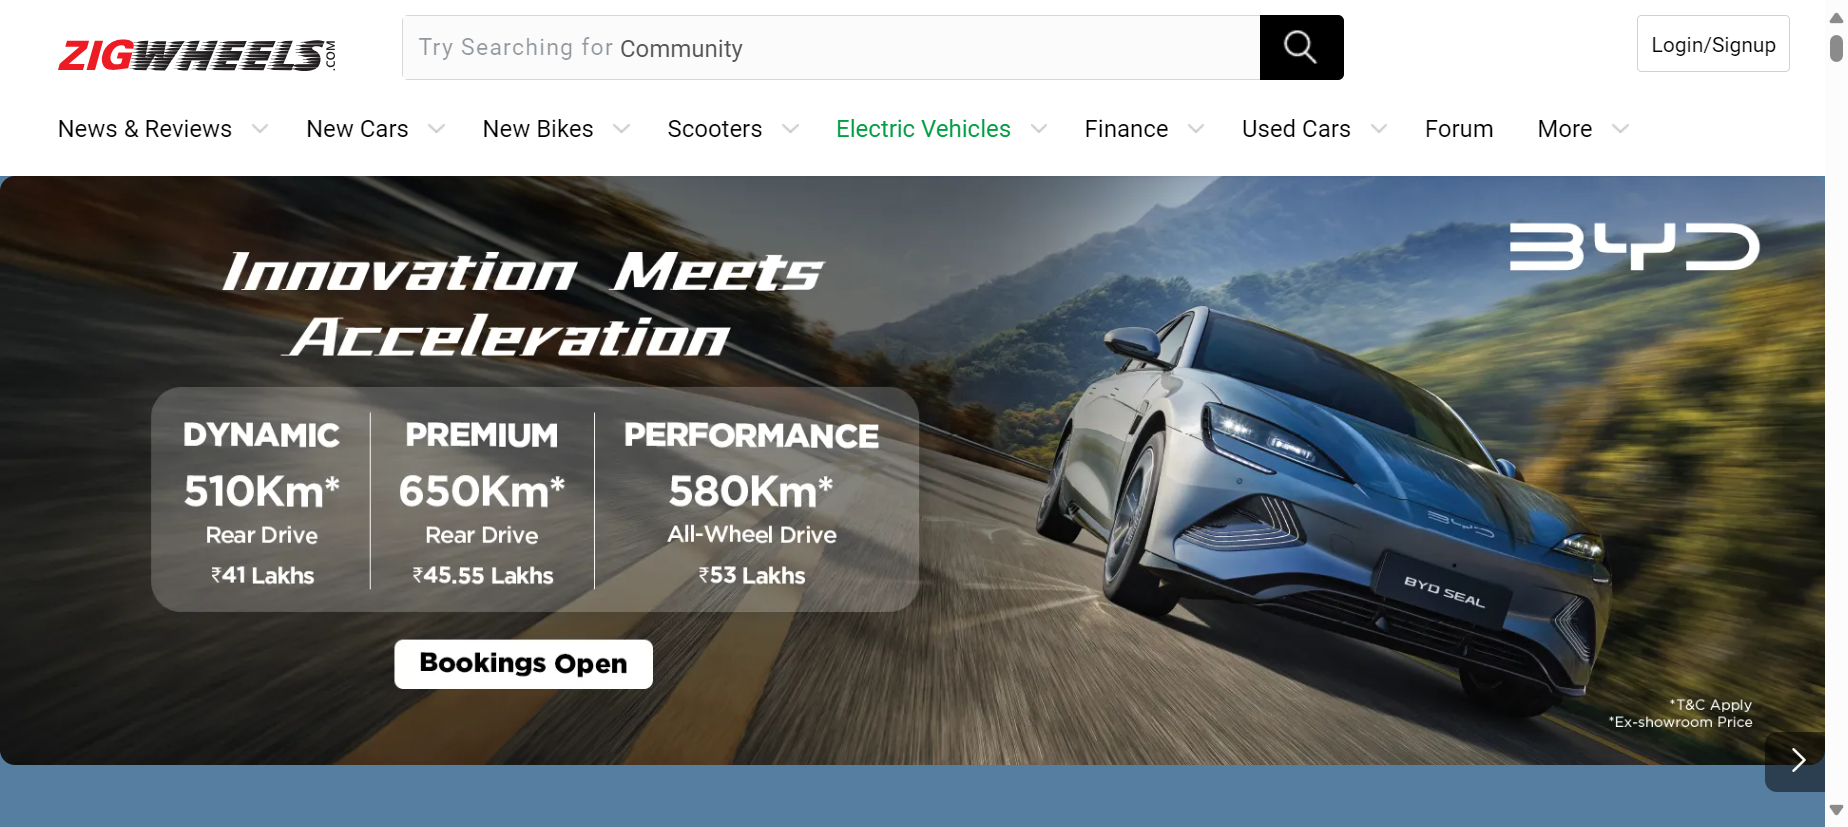 ZIGWHEELS.COM
Try Searching for Community
Login/Signup
News & Reviews
New Cars
New Bikes
Scooters
Electric Vehicles
Finance
Used Cars
Forum
More
BYD
Innovation Meets
Acceleration
DYNAMIC
510Km*
Rear Drive
₹41 Lakhs
PREMIUM
650Km*
Rear Drive
₹45.55 Lakhs
PERFORMANCE
580Km*
All-Wheel Drive
₹53 Lakhs
Bookings Open
BYD
BYD SEAL
*T&C Apply
*Ex-showroom Price